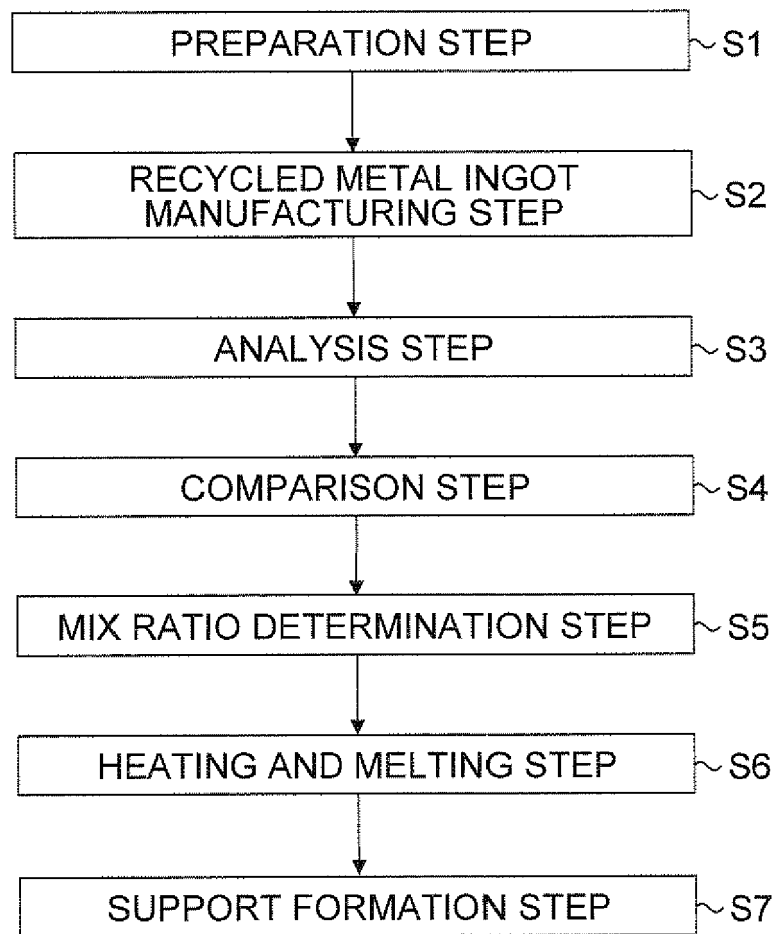 PREPARATION STEP ~S1
RECYCLED METAL INGOT
MANUFACTURING STEP ~S2
ANALYSIS STEP ~S3
COMPARISON STEP ~S4
MIX RATIO DETERMINATION STEP ~S5
HEATING AND MELTING STEP ~S6
SUPPORT FORMATION STEP ~S7